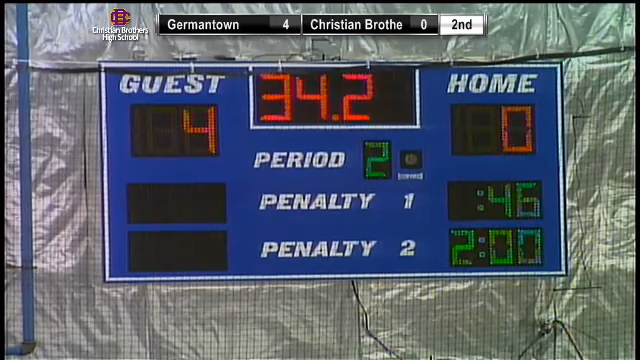 CB
Christian Brothers
High School
Germantown 4 Christian Brothe 0 2nd
GUEST 34.2 HOME
4 0
PERIOD 2
PENALTY 1 :46
PENALTY 2 2:00